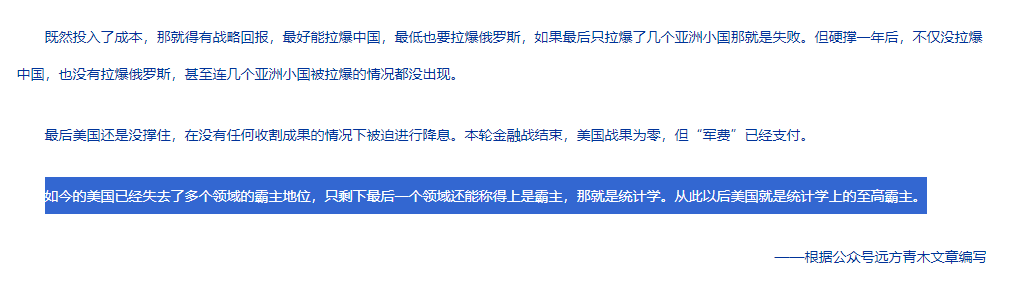 既然投入了成本，那就得有战略回报，最好能拉爆中国，最低也要拉爆俄罗斯，如果最后只拉爆了几个亚洲小国那就是失败。但硬撑一年后，不仅没拉爆
中国，也没有拉爆俄罗斯，甚至连几个亚洲小国被拉爆的情况都没出现。
最后美国还是没撑住，在没有任何收割成果的情况下被迫进行降息。本轮金融战结束，美国战果为零，但“军费”已经支付。
如今的美国已经失去了多个领域的霸主地位，只剩下最后一个领域还能称得上是霸主，那就是统计学。从此以后美国就是统计学上的至高霸主。
——根据公众号远方青木文章编写